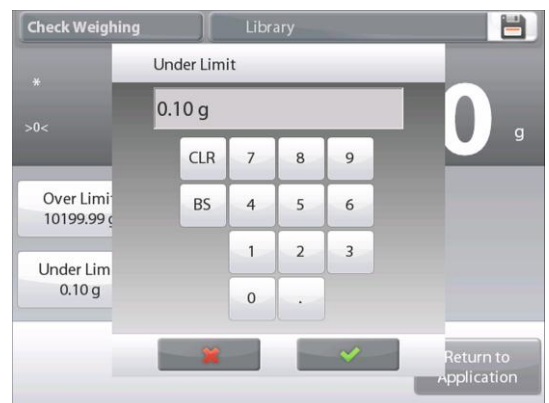 Check Weighing
Library
Under Limit
*
0.10 g
>0<
0
g
CLR 7 8 9
Over Limi
10199.99 g
BS 4 5 6
1 2 3
Under Lim
0.10 g
0 .
Return to
Application